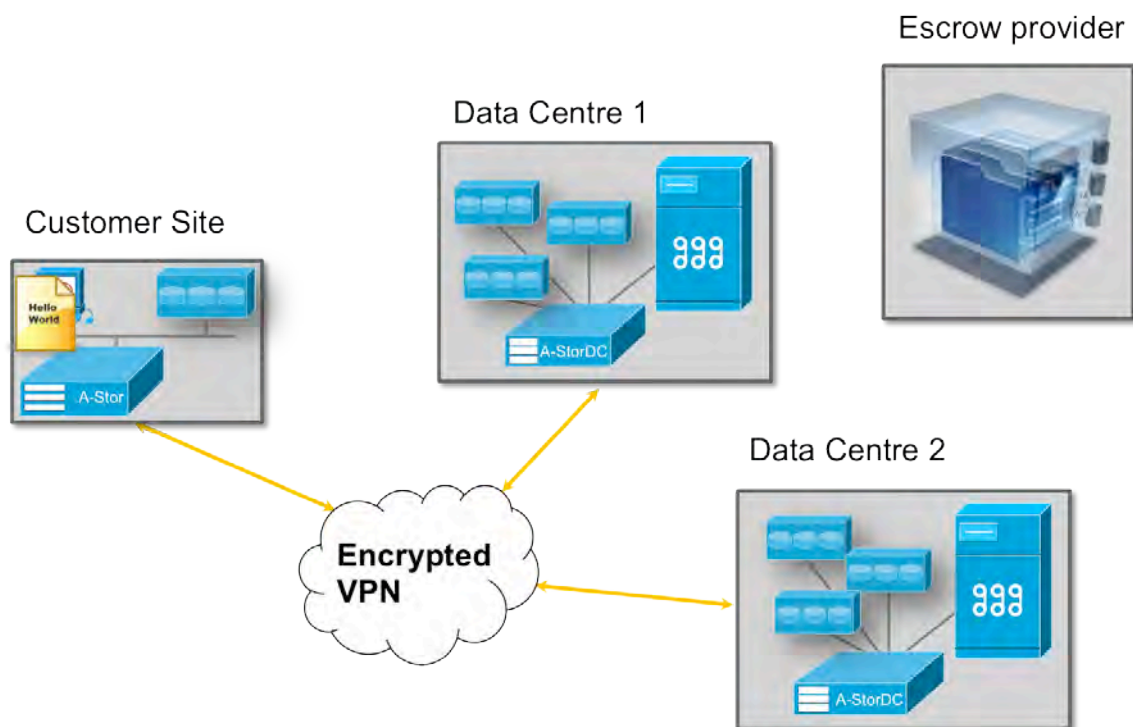 Escrow provider
Data Centre 1
Customer Site
Hello
World
.A-Stor
A-StorDC
Data Centre 2
Encrypted
VPN
A-StorDC